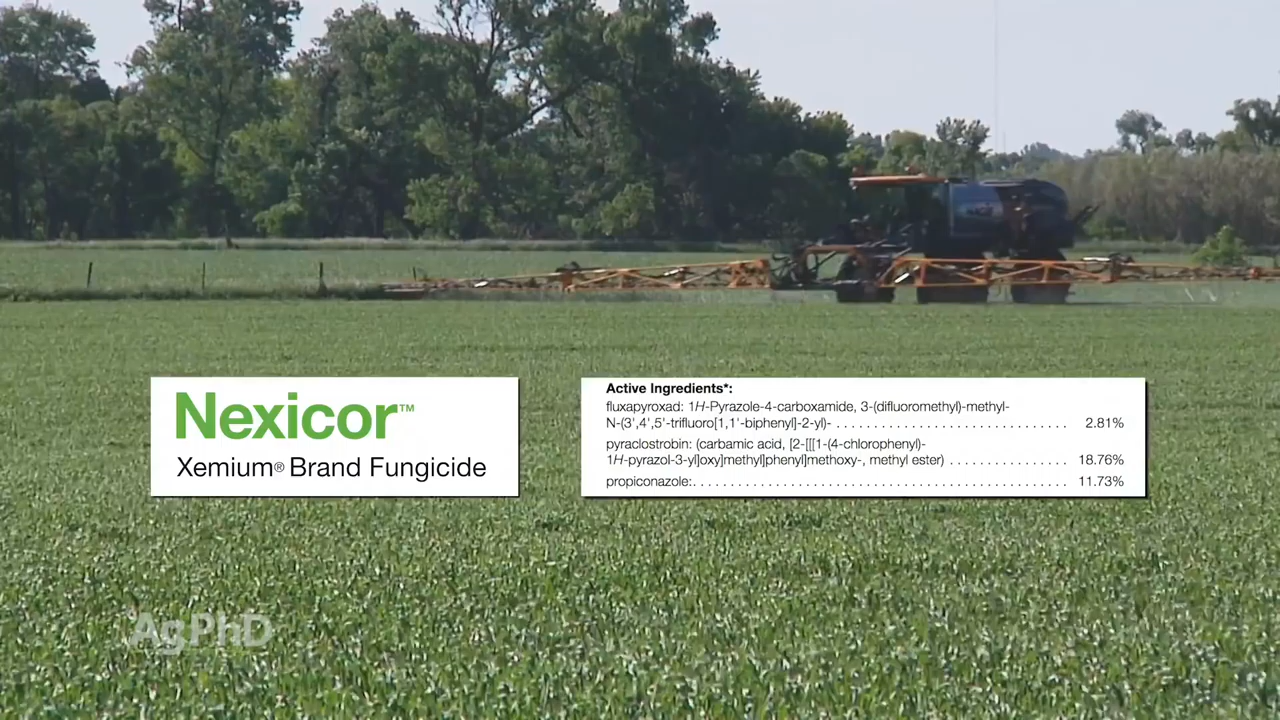 Nexicor™
Xemium® Brand Fungicide
Active Ingredients*:
fluxapyroxad: 1H-Pyrazole-4-carboxamide, 3-(difluoromethyl)-methyl-
N-(3',4',5'-trifluoro[1,1'-biphenyl]-2-yl)- . . . . . . . . . . . . . . . . . . . . . . . . . . . . . . . 2.81%
pyraclostrobin: (carbamic acid, [2-[[[1-(4-chlorophenyl)-
1H-pyrazol-3-yl]oxy]methyl]phenyl]methoxy-, methyl ester) . . . . . . . . . . . . . . . . 18.76%
propiconazole:. . . . . . . . . . . . . . . . . . . . . . . . . . . . . . . . . . . . . . . . . . . . . . . . . . 11.73%
Ag PhD